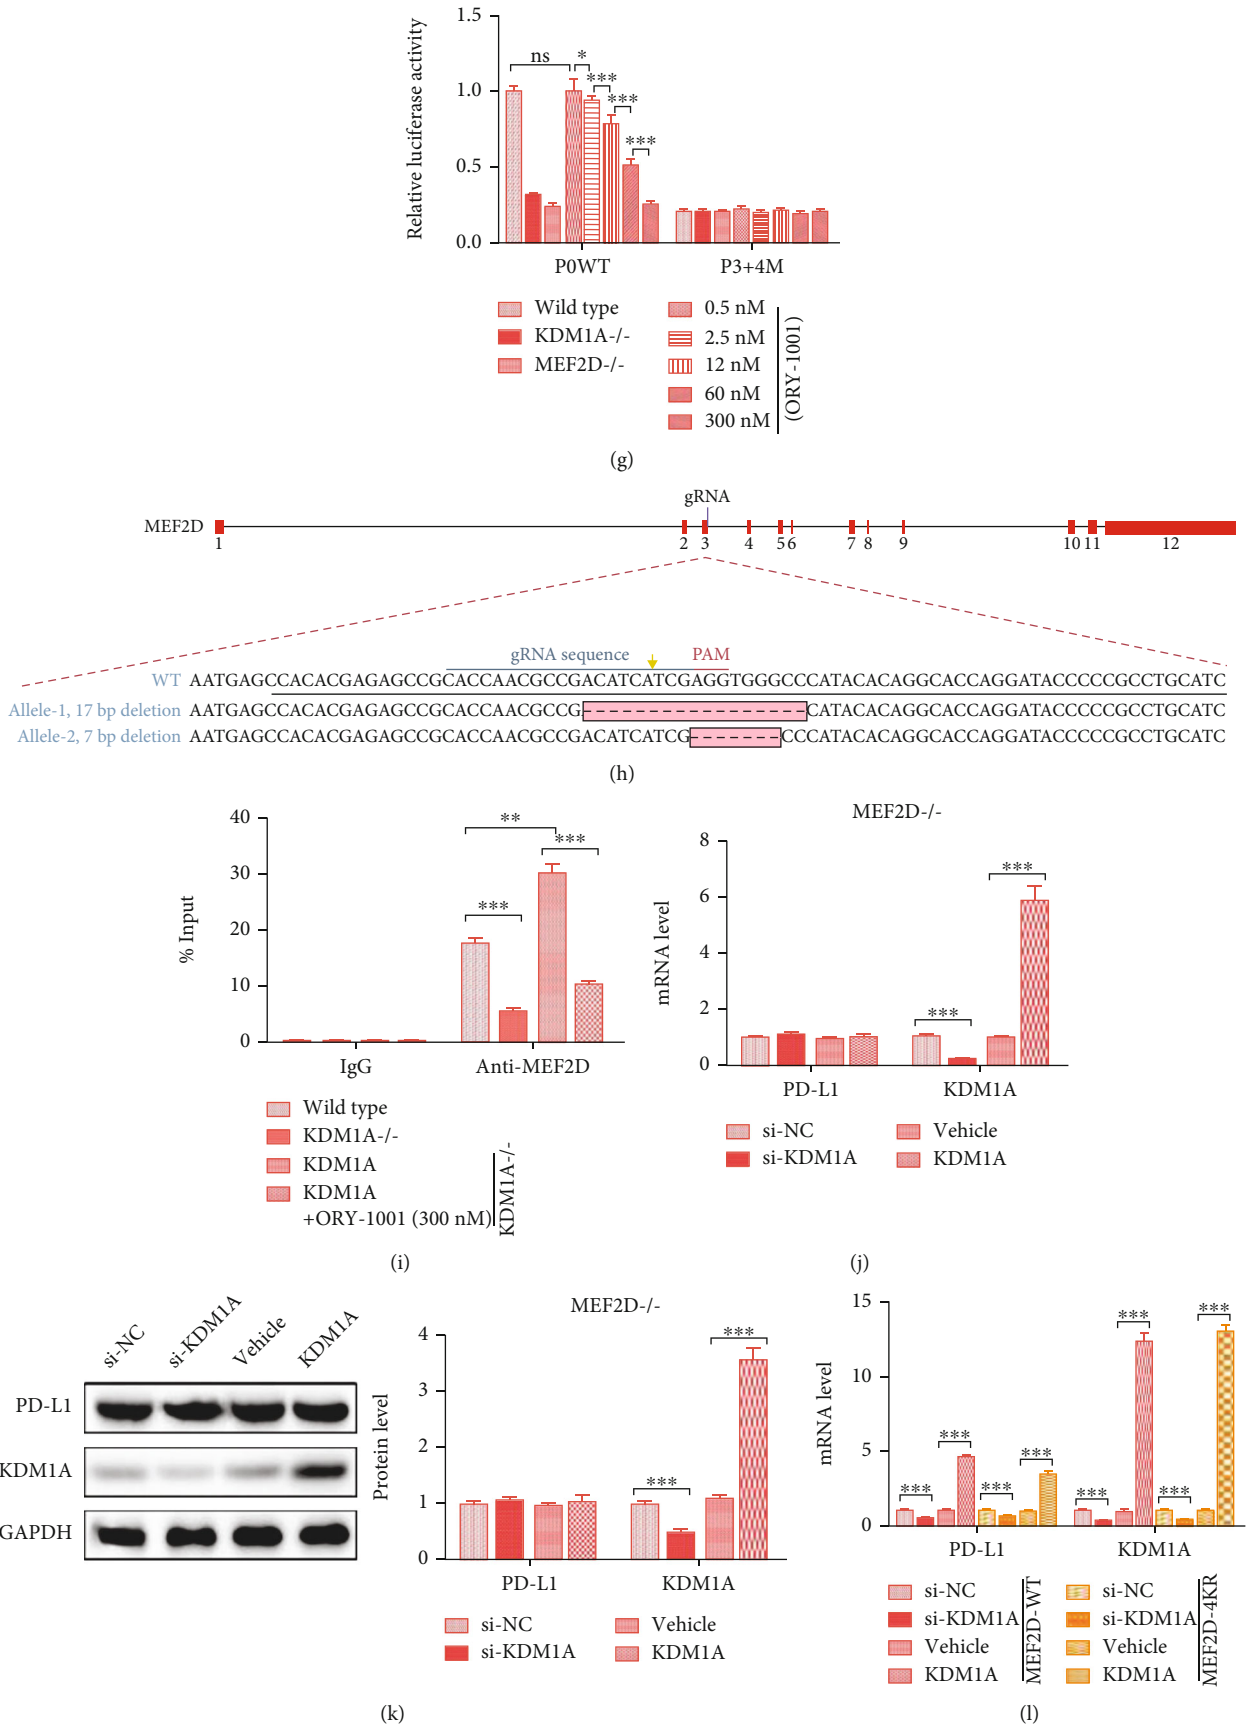 1.5
1.0
0.5
0.0
Relative luciferase activity
ns
*
***
***
***
P0WT
P3+4M
Wild type
KDM1A-/-
MEF2D-/-
0.5 nM
2.5 nM
12 nM
60 nM
300 nM
(ORY-1001)
(g)
gRNA
MEF2D
1 2 3 4 5 6 7 8 9 10 11 12
gRNA sequence PAM
WT AATGAGCCACACGAGAGCCGCACCAACGCCGACATCATCGAGGTGGGCCCATACACAGGCACCAGGATACCCCCGCCTGCATC
Allele-1, 17 bp deletion AATGAGCCACACGAGAGCCGCACCAACGCCG-----------------CATACACAGGCACCAGGATACCCCCGCCTGCATC
Allele-2, 7 bp deletion AATGAGCCACACGAGAGCCGCACCAACGCCGACATCATCG-------CCCATACACAGGCACCAGGATACCCCCGCCTGCATC
(h)
40
30
20
10
0
% Input
***
**
***
IgG
Anti-MEF2D
Wild type
KDM1A-/-
KDM1A
KDM1A
+ORY-1001 (300 nM)
KDM1A-/-
(i)
MEF2D-/-
8
6
4
2
0
mRNA level
***
***
PD-L1
KDM1A
si-NC
si-KDM1A
Vehicle
KDM1A
(j)
si-NC
si-KDM1A
Vehicle
KDM1A
PD-L1
KDM1A
GAPDH
MEF2D-/-
4
3
2
1
0
Protein level
***
***
PD-L1
KDM1A
si-NC
si-KDM1A
Vehicle
KDM1A
(k)
15
10
5
0
mRNA level
***
***
***
***
***
***
***
***
PD-L1
KDM1A
si-NC
si-KDM1A
Vehicle
KDM1A
MEF2D-WT
si-NC
si-KDM1A
Vehicle
KDM1A
MEF2D-4KR
(l)